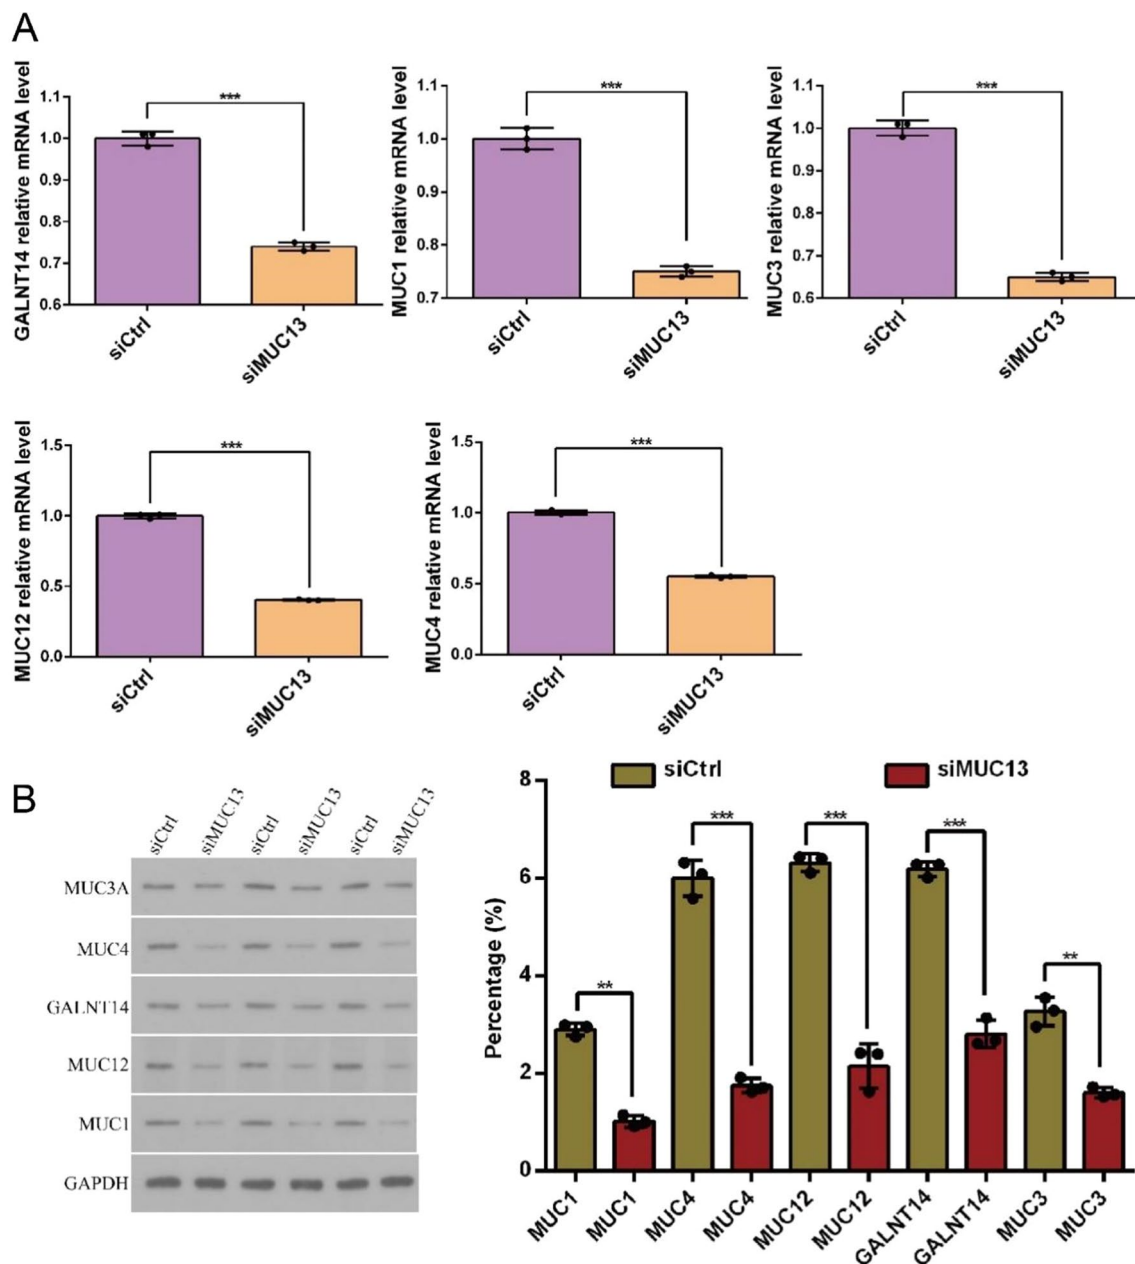 A
GALNT14 relative mRNA level
1.1
1.0
0.9
0.8
0.7
0.6
***
siCtrl
siMUC13
MUC1 relative mRNA level
1.1
1.0
0.9
0.8
0.7
***
siCtrl
siMUC13
MUC3 relative mRNA level
1.1
1.0
0.9
0.8
0.7
0.6
***
siCtrl
siMUC13
MUC12 relative mRNA level
1.5
1.0
0.5
0.0
***
siCtrl
siMUC13
MUC4 relative mRNA level
1.5
1.0
0.5
0.0
***
siCtrl
siMUC13
B
siCtrl
siMUC13
siCtrl
siMUC13
siCtrl
siMUC13
MUC3A
MUC4
GALNT14
MUC12
MUC1
GAPDH
siCtrl
siMUC13
Percentage (%)
8
6
4
2
0
**
***
***
***
**
MUC1
MUC1
MUC4
MUC4
MUC12
MUC12
GALNT14
GALNT14
MUC3
MUC3